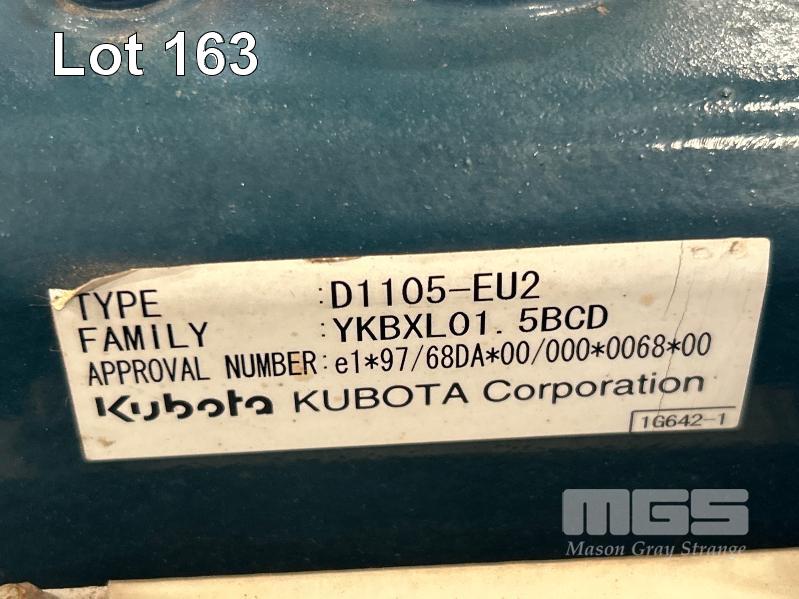 Lot 163
TYPE :D1105-EU2
FAMILY :YKBXL01.5BCD
APPROVAL NUMBER:e1*97/68DA*00/000*0068*00
Kubota KUBOTA Corporation
1G642-1
MGS
Mason Gray Strange